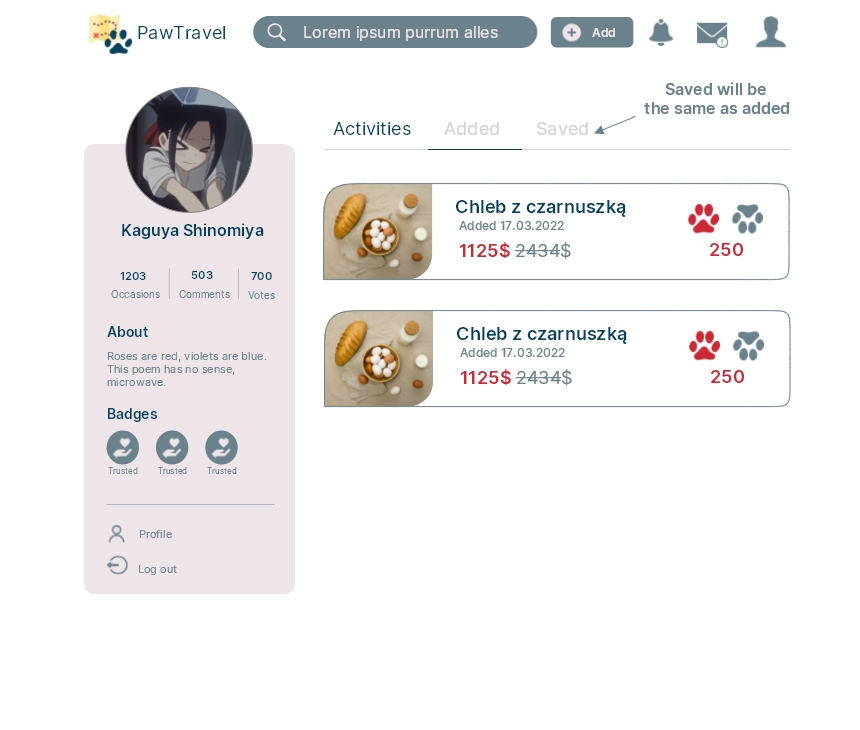 PawTravel
Lorem ipsum purrum alles
Add
Saved will be
the same as added
Activities Added Saved
Kaguya Shinomiya
1203 503 700
Occasions Comments Votes
About
Roses are red, violets are blue.
This poem has no sense,
microwave.
Badges
Trusted Trusted Trusted
Profile
Log out
Chleb z czarnuszką
Added 17.03.2022
1125$ 2434$
250
Chleb z czarnuszką
Added 17.03.2022
1125$ 2434$
250